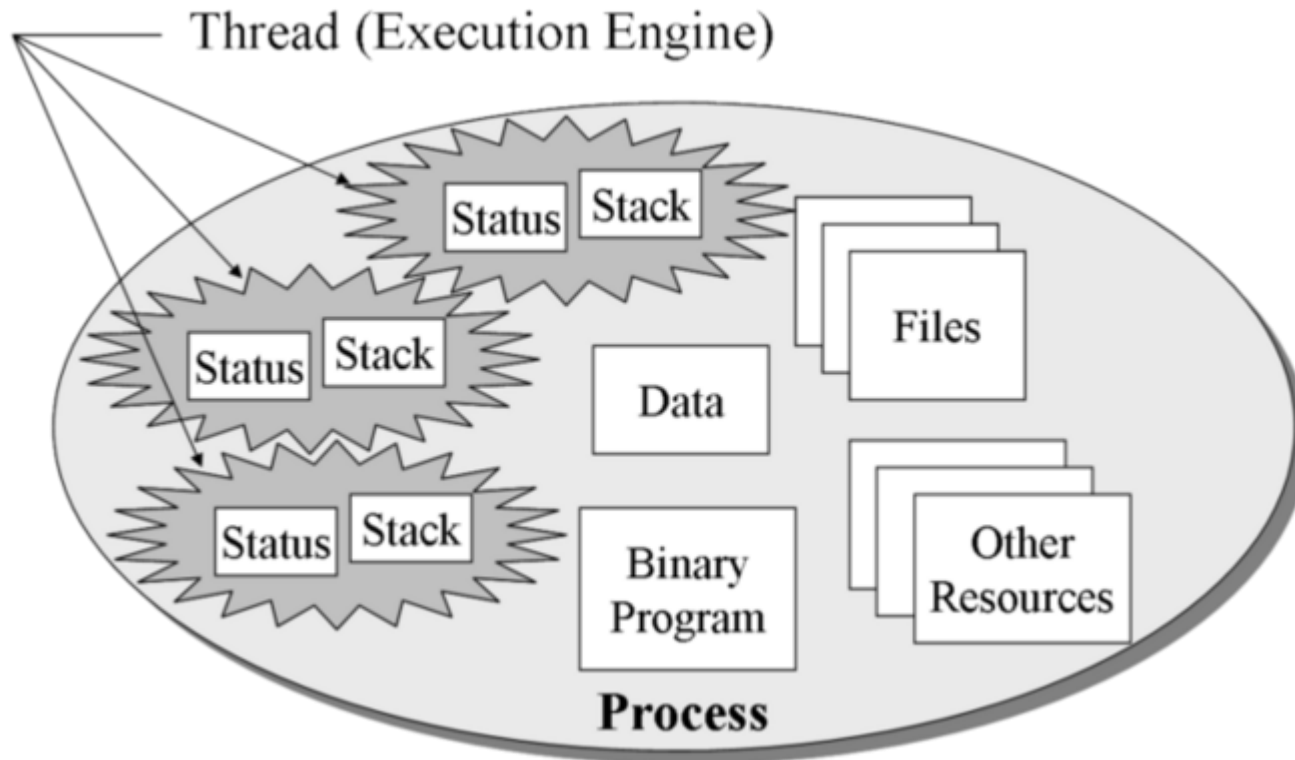 Thread (Execution Engine)
Status
Stack
Files
Status
Stack
Data
Status
Stack
Binary
Program
Other
Resources
Process